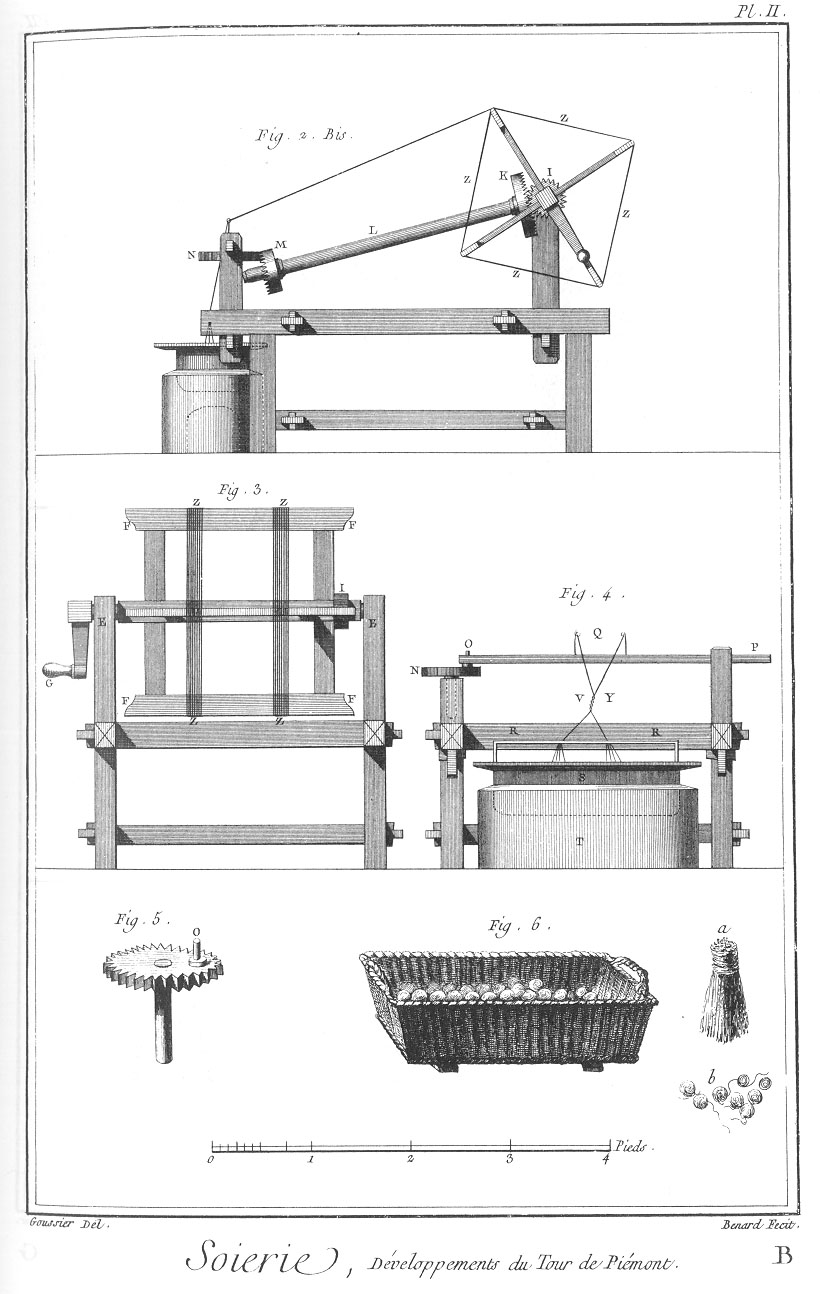 Pl. II.
Fig. 2. Bis.
Z
Z
K
I
Z
L
Z
M
N
Z
Fig. 3.
Z Z
F F
I
E E
G
F F
Z Z
Fig. 4.
Q
O P
N
V Y
R R
S
T
Fig. 5.
O
Fig. 6.
a
b
Pieds.
0 1 2 3 4
Goussier Del.
Benard Fecit.
Soierie, Développements du Tour de Piémont.
B